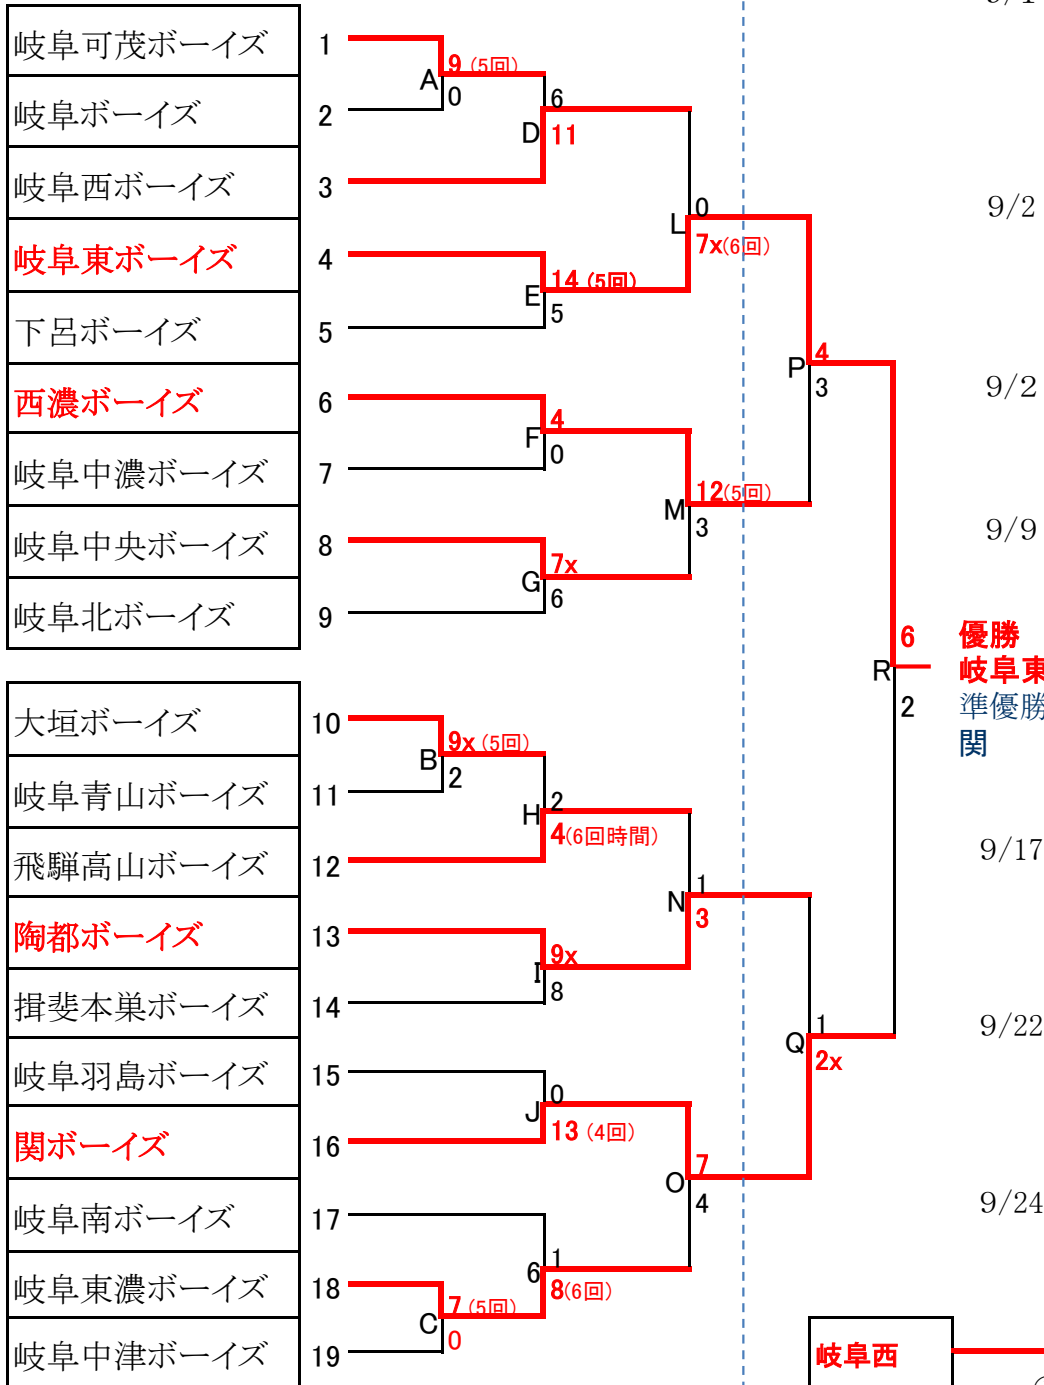 岐阜可茂ボーイズ 1
9 (5回)
A
0
岐阜ボーイズ 2
6
D
11
岐阜西ボーイズ 3
9/2
0
L
7x(6回)
岐阜東ボーイズ 4
14 (5回)
E
5
下呂ボーイズ 5
4
P
3
9/2
西濃ボーイズ 6
4
F
0
岐阜中濃ボーイズ 7
12(5回)
M
3
9/9
岐阜中央ボーイズ 8
7x
G
6
岐阜北ボーイズ 9
6
R
2
優勝
岐阜東
準優勝
関
大垣ボーイズ 10
9x (5回)
B
2
岐阜青山ボーイズ 11
2
H
4(6回時間)
飛騨高山ボーイズ 12
9/17
1
N
3
陶都ボーイズ 13
9x
I
8
揖斐本巣ボーイズ 14
1
Q
2x
9/22
岐阜羽島ボーイズ 15
0
J
13 (4回)
関ボーイズ 16
7
O
4
9/24
岐阜南ボーイズ 17
1
6
8(6回)
岐阜東濃ボーイズ 18
7 (5回)
C
0
岐阜中津ボーイズ 19
岐阜西